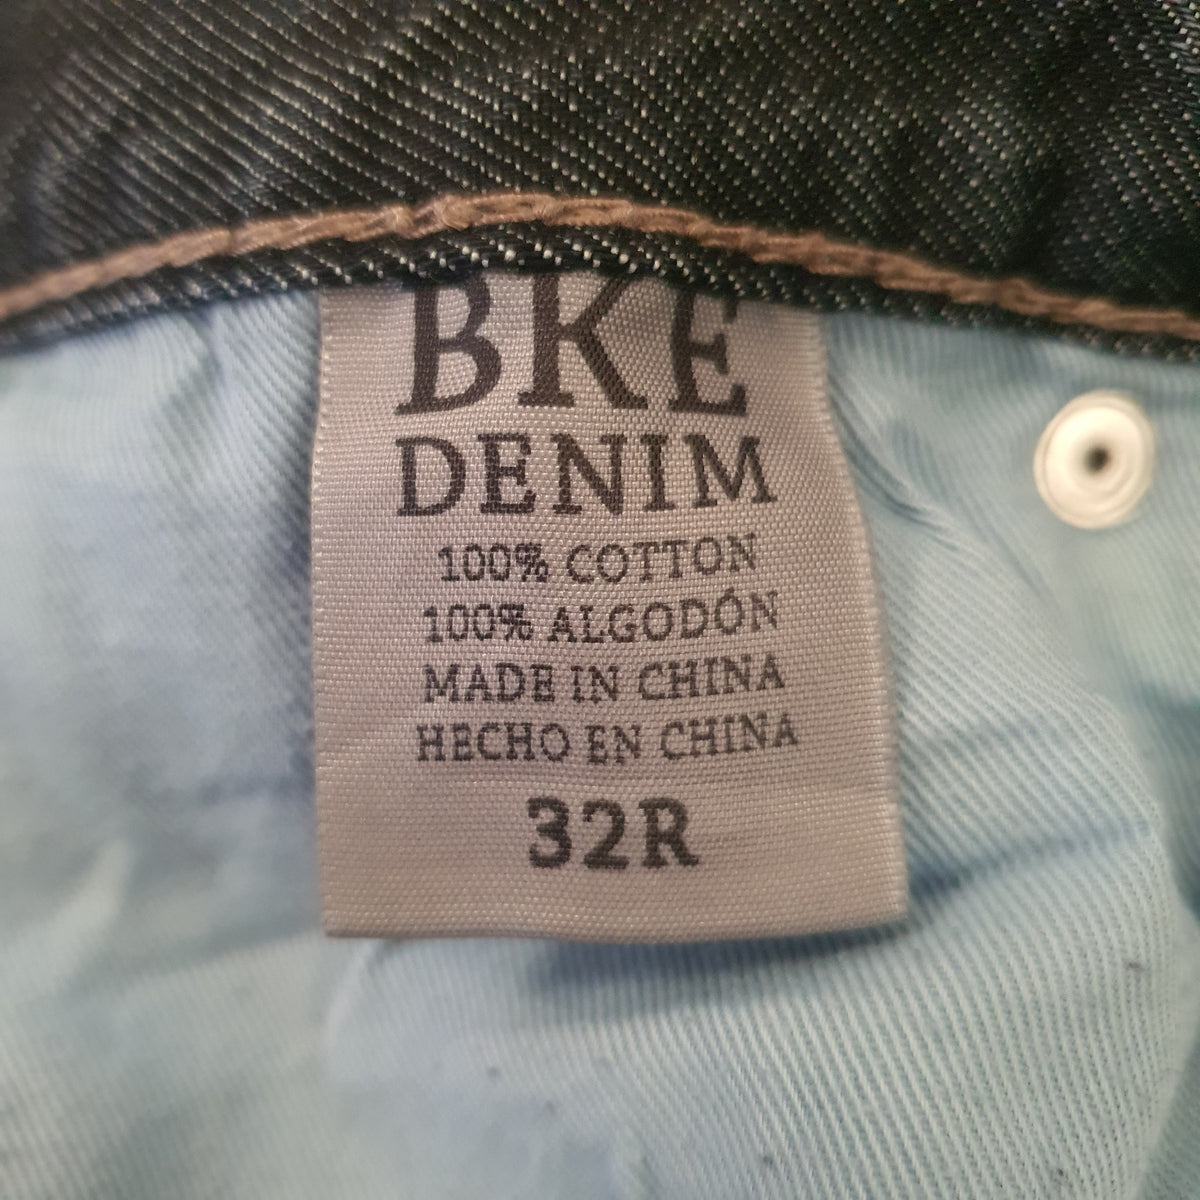 BKE
DENIM
100% COTTON
100% ALGODÓN
MADE IN CHINA
HECHO EN CHINA
32R